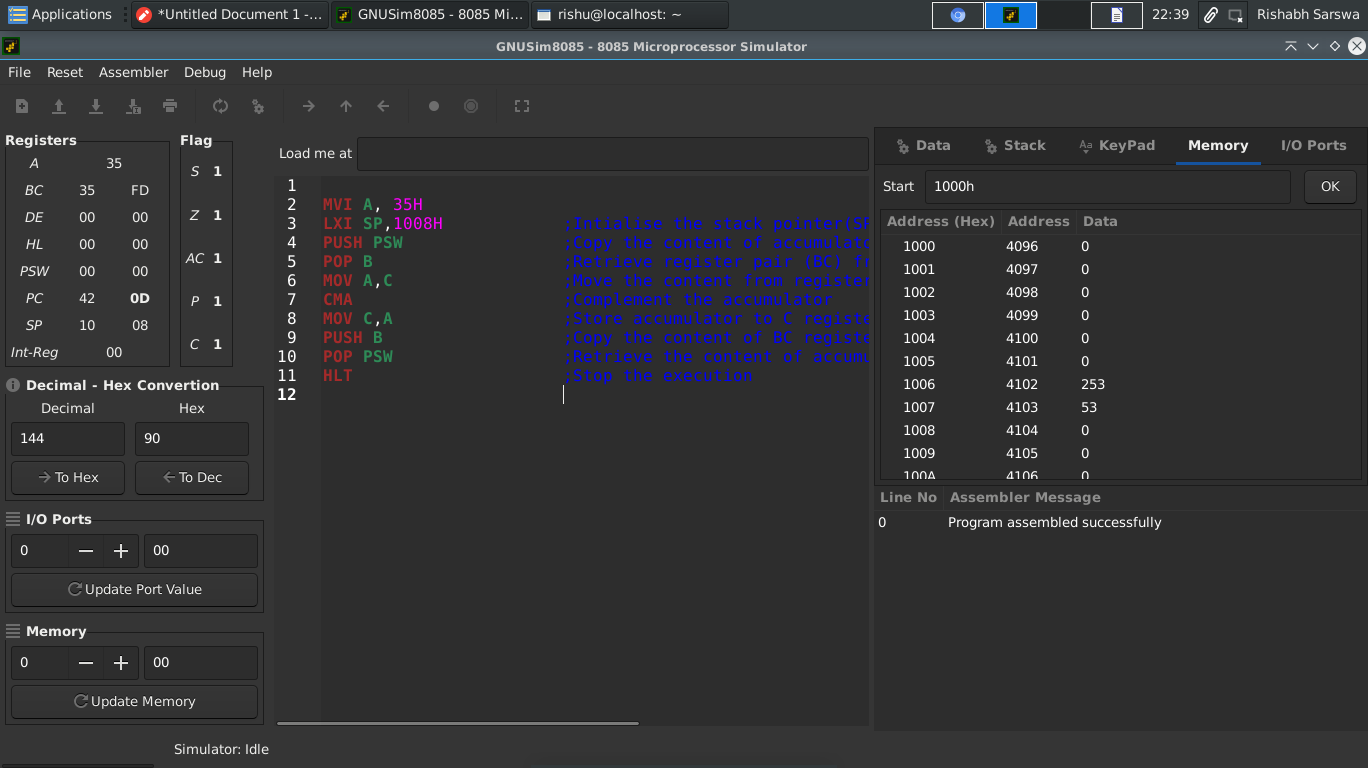 Applications *Untitled Document 1 -... GNUSim8085 - 8085 Mi... rishu@localhost: ~ 22:39 Rishabh Sarswa
GNUSim8085 - 8085 Microprocessor Simulator
File Reset Assembler Debug Help
Registers
A 35
BC 35 FD
DE 00 00
HL 00 00
PSW 00 00
PC 42 0D
SP 10 08
Int-Reg 00
Flag
S 1
Z 1
AC 1
P 1
C 1
Decimal - Hex Convertion
Decimal Hex
144 90
To Hex To Dec
I/O Ports
0 00
Update Port Value
Memory
0 00
Update Memory
Load me at
1
2 MVI A, 35H
3 LXI SP,1008H ;Intialise the stack pointer(SP
4 PUSH PSW ;Copy the content of accumulato
5 POP B ;Retrieve register pair (BC) fr
6 MOV A,C ;Move the content from register
7 CMA ;Complement the accumulator
8 MOV C,A ;Store accumulator to C registe
9 PUSH B ;Copy the content of BC registe
10 POP PSW ;Retrieve the content of accumu
11 HLT ;Stop the execution
12
Data Stack KeyPad Memory I/O Ports
Start 1000h OK
Address (Hex) Address Data
1000 4096 0
1001 4097 0
1002 4098 0
1003 4099 0
1004 4100 0
1005 4101 0
1006 4102 253
1007 4103 53
1008 4104 0
1009 4105 0
100A 4106 0
Line No Assembler Message
0 Program assembled successfully
Simulator: Idle